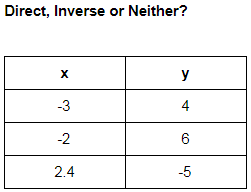 Direct, Inverse or Neither?
x y
-3 4
-2 6
2.4 -5